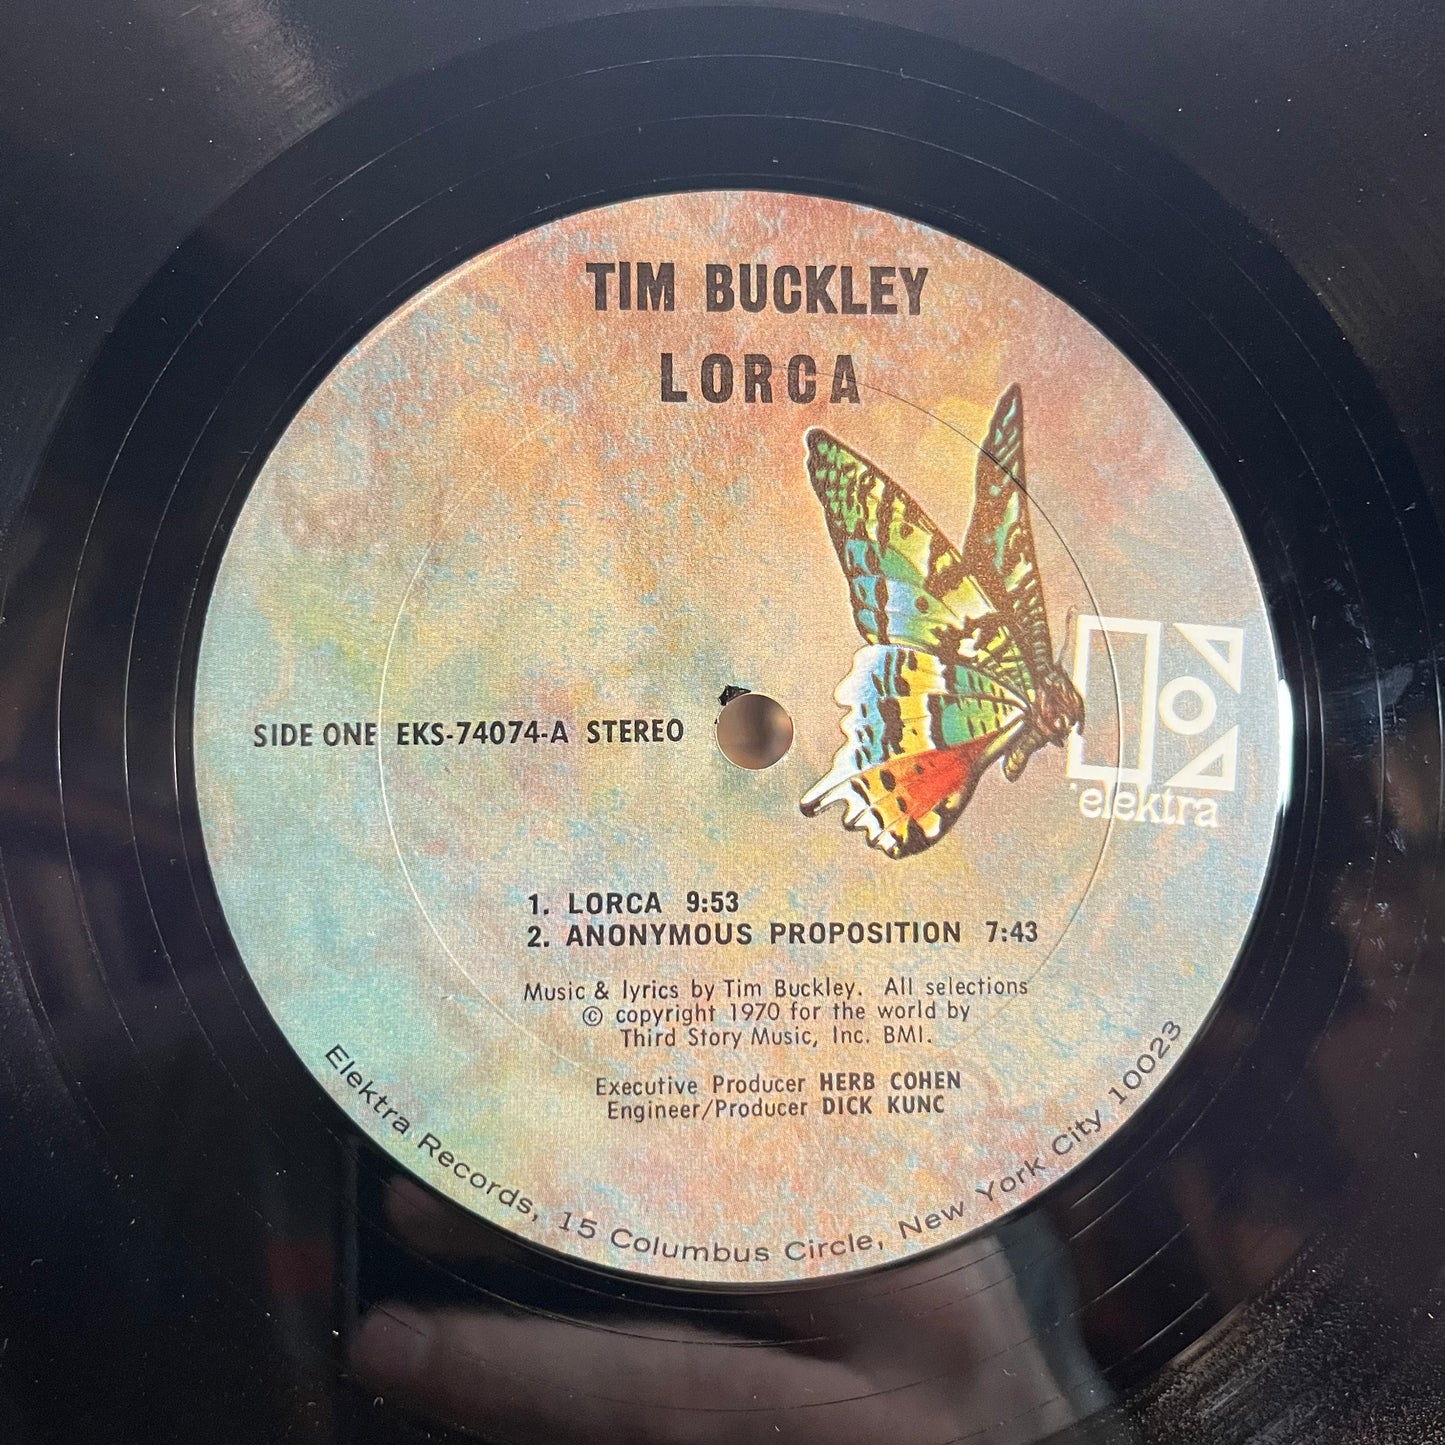 TIM BUCKLEY
LORCA
SIDE ONE EKS-74074-A STEREO
elektra
1. LORCA 9:53
2. ANONYMOUS PROPOSITION 7:43
Music & lyrics by Tim Buckley. All selections
© copyright 1970 for the world by
Third Story Music, Inc. BMI.
Executive Producer HERB COHEN
Engineer/Producer DICK KUNC
Elektra Records, 15 Columbus Circle, New York City 10023